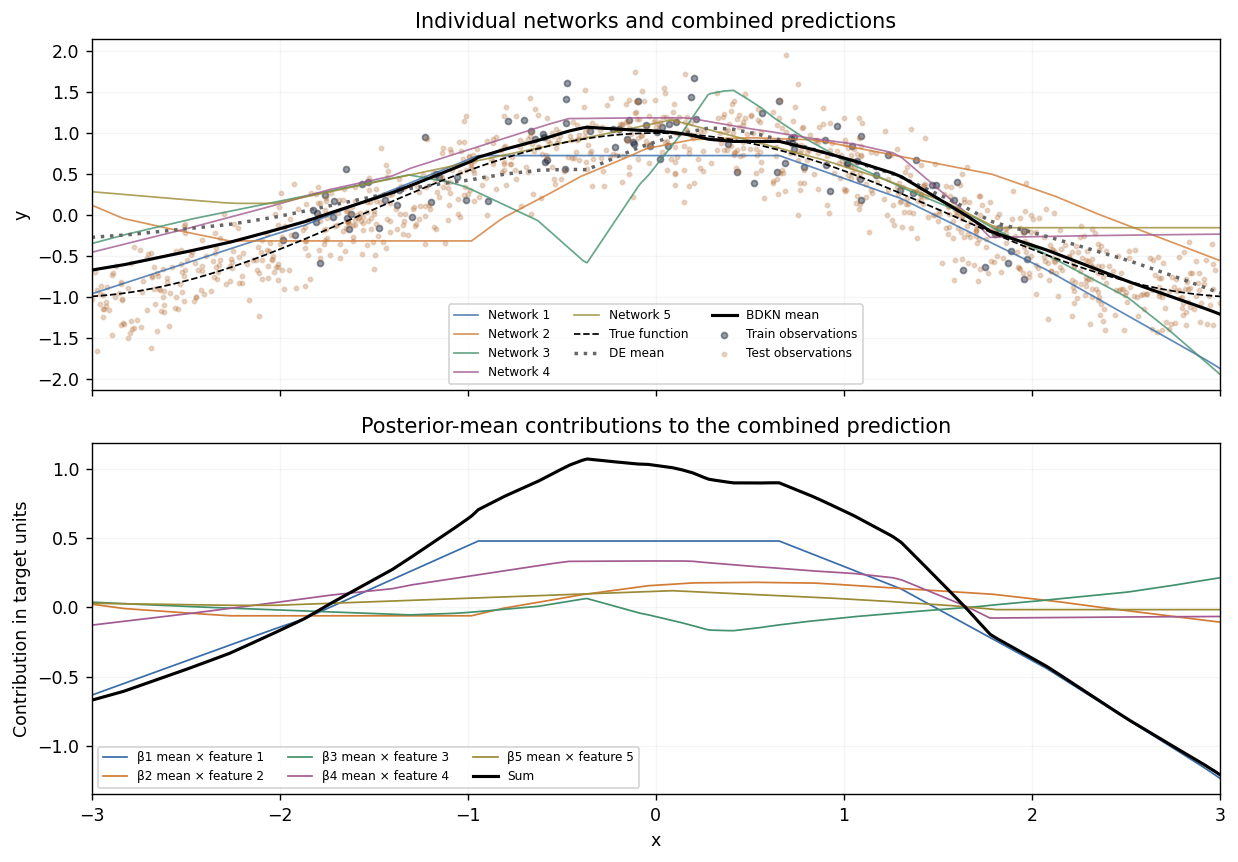 Individual networks and combined predictions
2.0
1.5
1.0
0.5
0.0
−0.5
−1.0
−1.5
−2.0
y
Network 1
Network 2
Network 3
Network 4
Network 5
True function
DE mean
BDKN mean
Train observations
Test observations
Posterior-mean contributions to the combined prediction
1.0
0.5
0.0
−0.5
−1.0
Contribution in target units
β1 mean × feature 1
β2 mean × feature 2
β3 mean × feature 3
β4 mean × feature 4
β5 mean × feature 5
Sum
−3 −2 −1 0 1 2 3
x